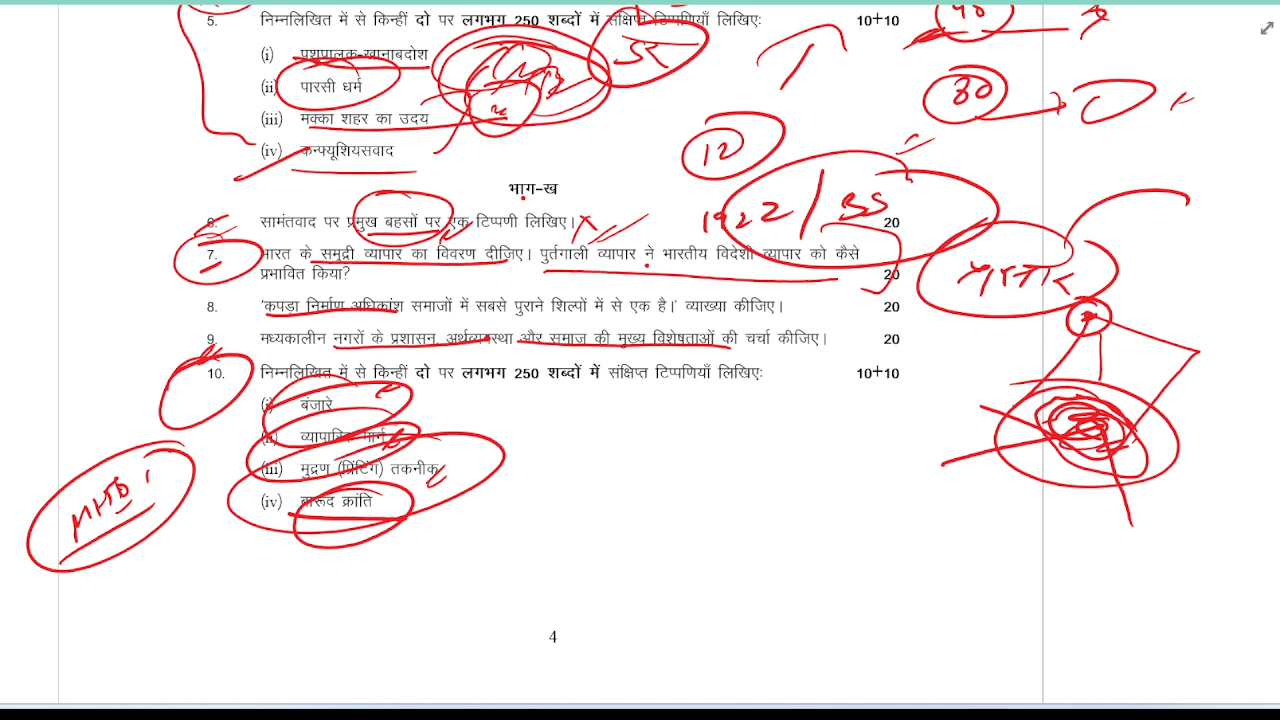 5. निम्नलिखित में से किन्हीं दो पर लगभग 250 शब्दों में संक्षिप्त टिप्पणियाँ लिखिए: 10+10
40
(i) पशुपालक-खानाबदोश
(ii) पारसी धर्म
30
(iii) मक्का शहर का उदय
(iv) कन्फ्यूशियसवाद
12
भाग-ख
6. सामंतवाद पर प्रमुख बहसों पर एक टिप्पणी लिखिए। 20
7. भारत के समुद्री व्यापार का विवरण दीजिए। पुर्तगाली व्यापार ने भारतीय विदेशी व्यापार को कैसे
प्रभावित किया? 20
8. 'कपड़ा निर्माण अधिकांश समाजों में सबसे पुराने शिल्पों में से एक है।' व्याख्या कीजिए। 20
9. मध्यकालीन नगरों के प्रशासन, अर्थव्यवस्था और समाज की मुख्य विशेषताओं की चर्चा कीजिए। 20
10. निम्नलिखित में से किन्हीं दो पर लगभग 250 शब्दों में संक्षिप्त टिप्पणियाँ लिखिए: 10+10
(i) बंजारे
(ii) व्यापारिक मार्ग
(iii) मुद्रण (प्रिंटिंग) तकनीक
(iv) बारूद क्रांति
4